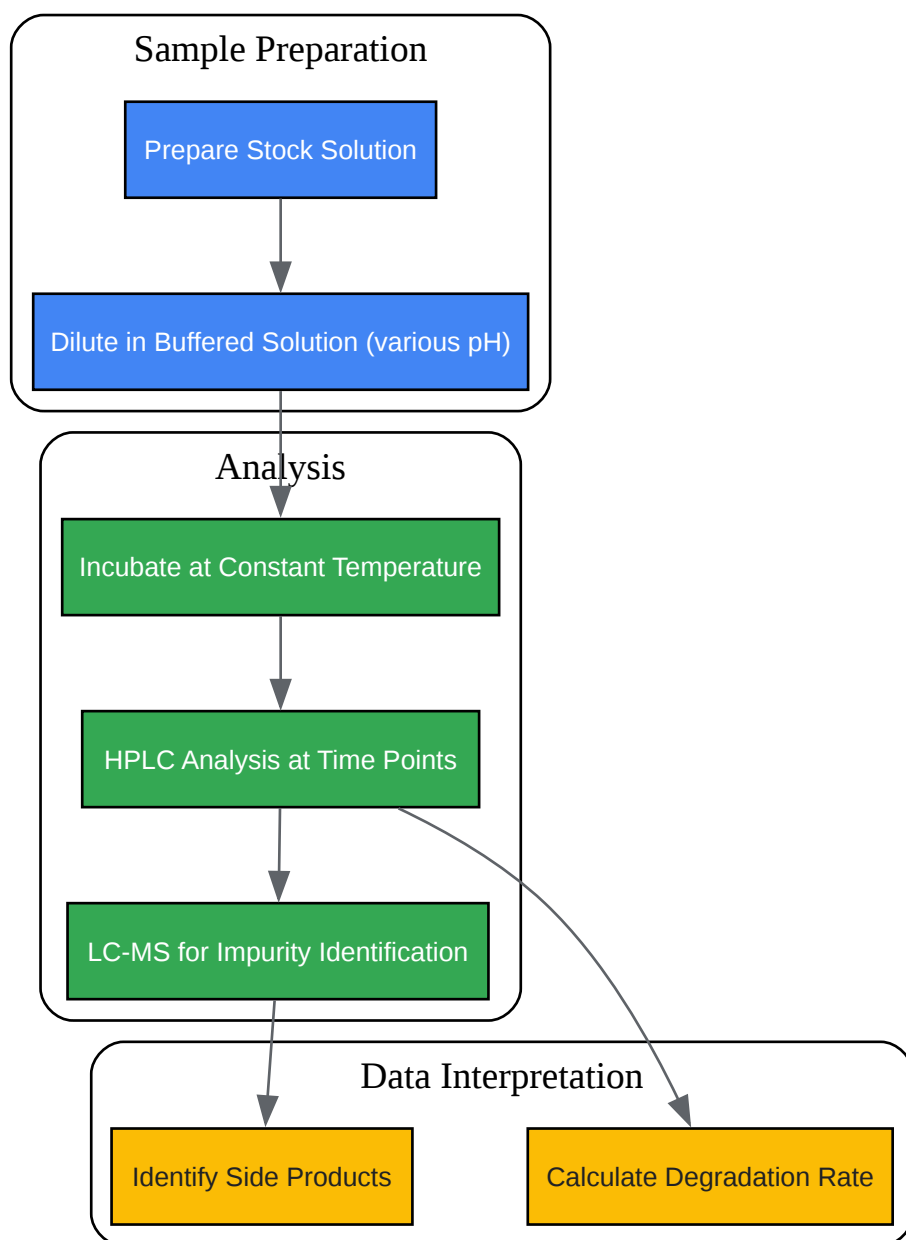 Sample Preparation
Prepare Stock Solution
Dilute in Buffered Solution (various pH)
Analysis
Incubate at Constant Temperature
HPLC Analysis at Time Points
LC-MS for Impurity Identification
Data Interpretation
Identify Side Products
Calculate Degradation Rate